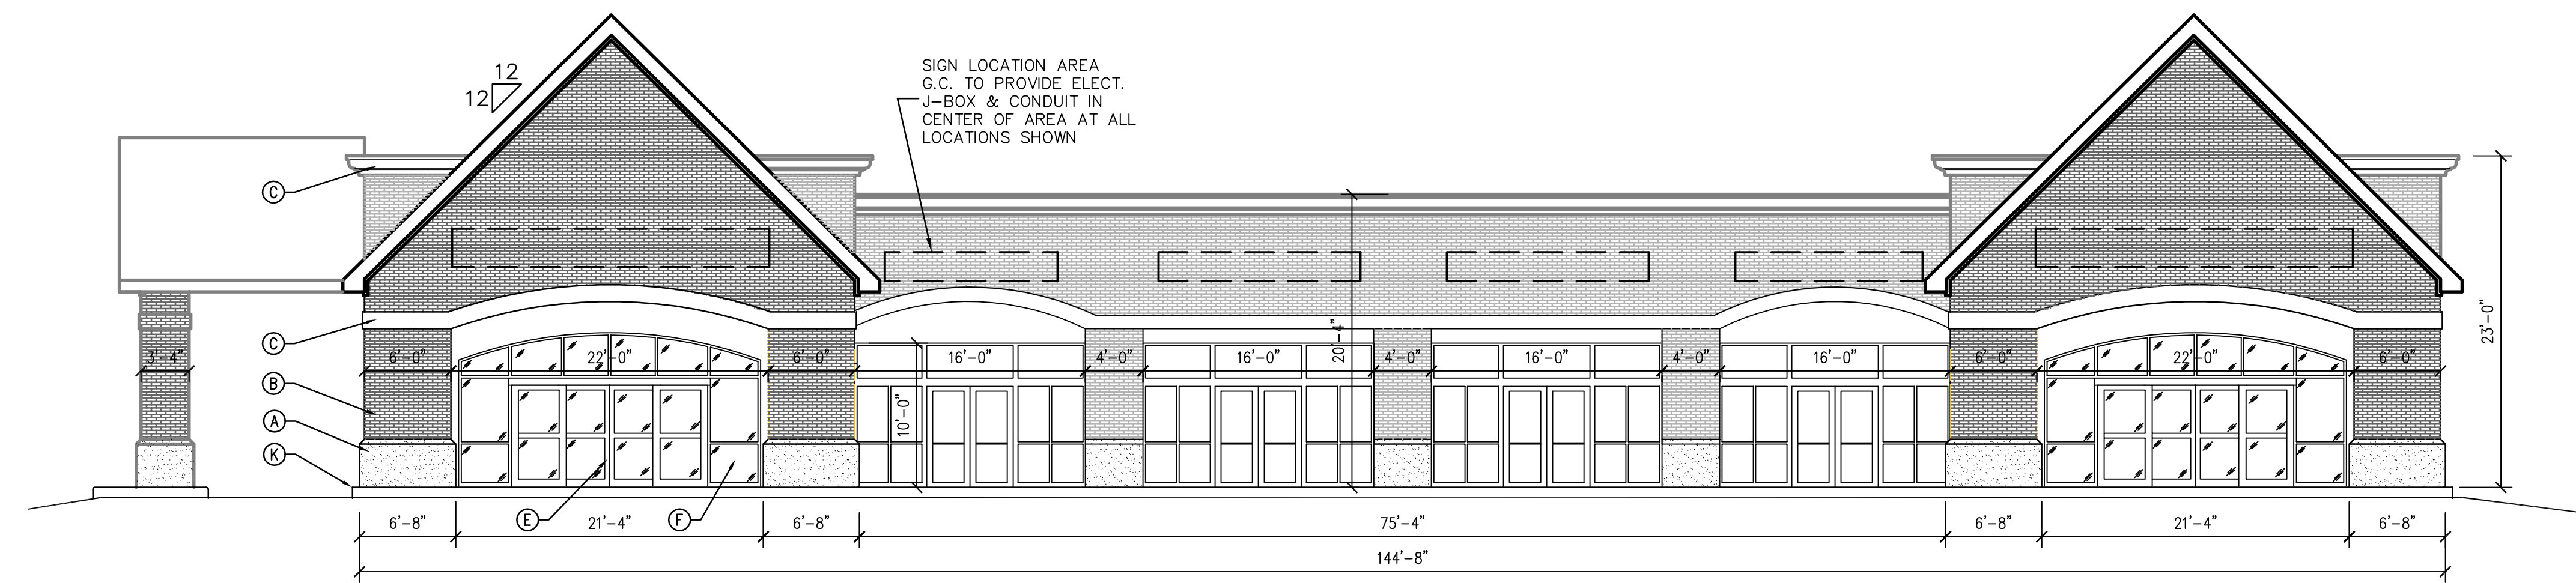 12
12
SIGN LOCATION AREA
G.C. TO PROVIDE ELECT.
J-BOX & CONDUIT IN
CENTER OF AREA AT ALL
LOCATIONS SHOWN
C
C
B
A
K
E
F
3'-4"
6'-0"
22'-0"
6'-0"
16'-0"
4'-0"
16'-0"
4'-0"
16'-0"
4'-0"
16'-0"
6'-0"
22'-0"
6'-0"
10'-0"
20'-4"
23'-0"
6'-8"
21'-4"
6'-8"
75'-4"
6'-8"
21'-4"
6'-8"
144'-8"